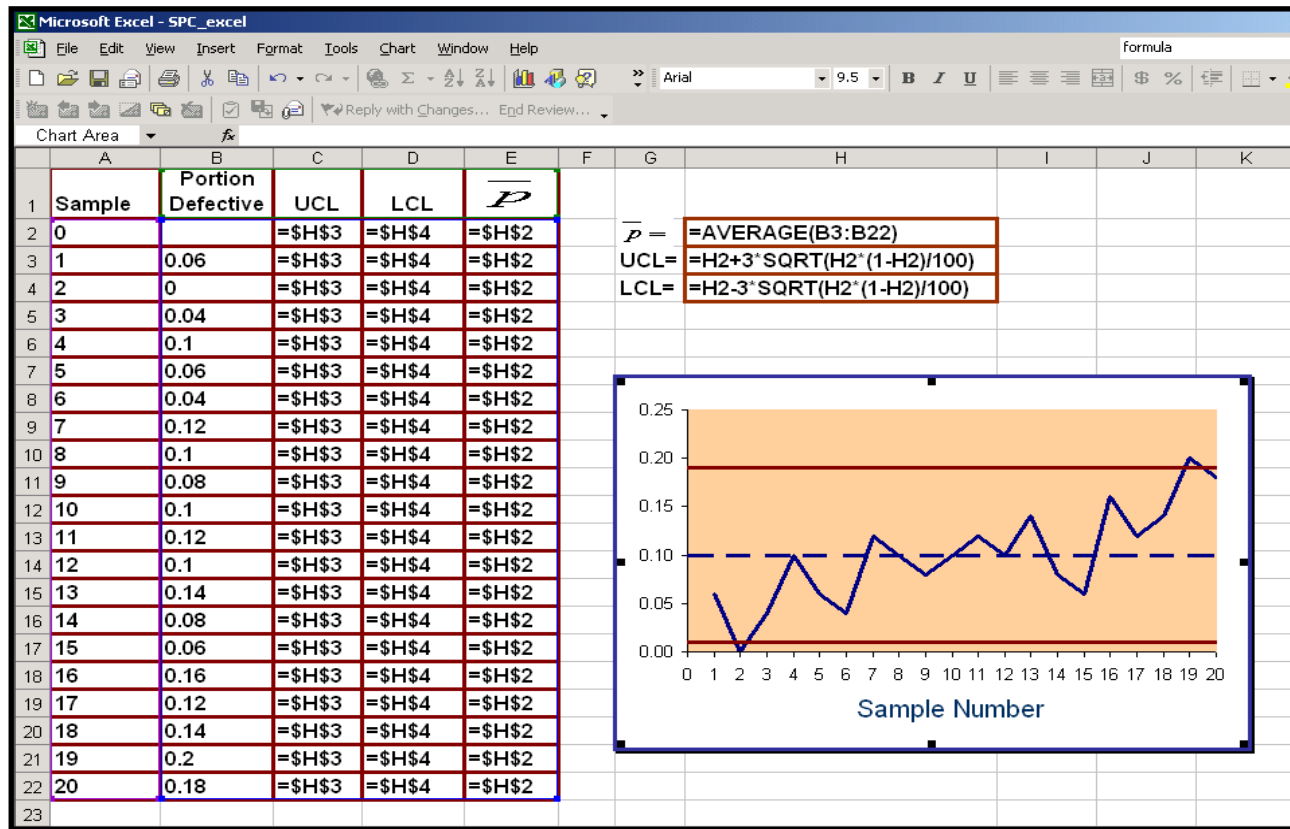 Microsoft Excel - SPC_excel
File Edit View Insert Format Tools Chart Window Help formula
Σ Arial 9.5 B I U $ %
Reply with Changes... End Review...
Chart Area fx
A B C D E F G H I J K
1 Sample Portion Defective UCL LCL p̅
2 0 =$H$3 =$H$4 =$H$2 p̅ = =AVERAGE(B3:B22)
3 1 0.06 =$H$3 =$H$4 =$H$2 UCL= =H2+3*SQRT(H2*(1-H2)/100)
4 2 0 =$H$3 =$H$4 =$H$2 LCL= =H2-3*SQRT(H2*(1-H2)/100)
5 3 0.04 =$H$3 =$H$4 =$H$2
6 4 0.1 =$H$3 =$H$4 =$H$2
7 5 0.06 =$H$3 =$H$4 =$H$2
8 6 0.04 =$H$3 =$H$4 =$H$2
9 7 0.12 =$H$3 =$H$4 =$H$2
10 8 0.1 =$H$3 =$H$4 =$H$2
11 9 0.08 =$H$3 =$H$4 =$H$2
12 10 0.1 =$H$3 =$H$4 =$H$2
13 11 0.12 =$H$3 =$H$4 =$H$2
14 12 0.1 =$H$3 =$H$4 =$H$2
15 13 0.14 =$H$3 =$H$4 =$H$2
16 14 0.08 =$H$3 =$H$4 =$H$2
17 15 0.06 =$H$3 =$H$4 =$H$2
18 16 0.16 =$H$3 =$H$4 =$H$2
19 17 0.12 =$H$3 =$H$4 =$H$2
20 18 0.14 =$H$3 =$H$4 =$H$2
21 19 0.2 =$H$3 =$H$4 =$H$2
22 20 0.18 =$H$3 =$H$4 =$H$2
23
0.25
0.20
0.15
0.10
0.05
0.00
0 1 2 3 4 5 6 7 8 9 10 11 12 13 14 15 16 17 18 19 20
Sample Number